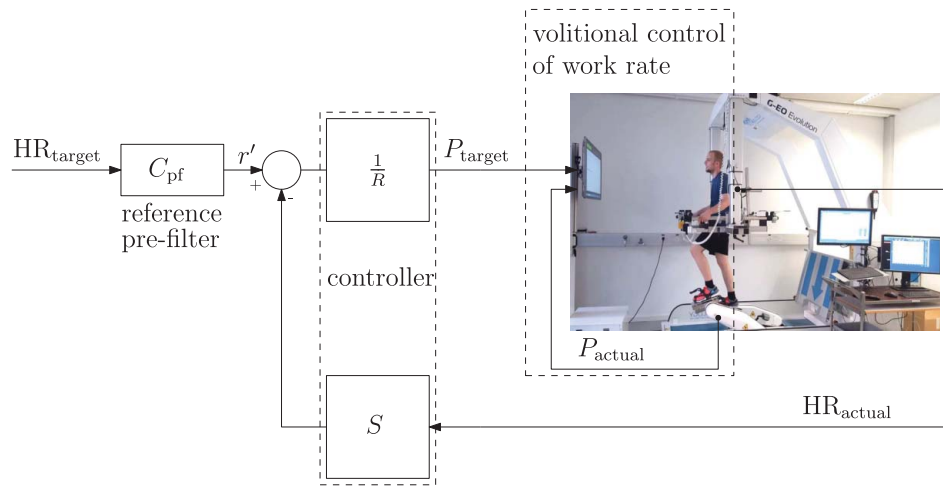 volitional control
of work rate
G-EO Evolution
HR_target
C_pf
r'
+
-
1
R
P_target
reference
pre-filter
controller
P_actual
HR_actual
S